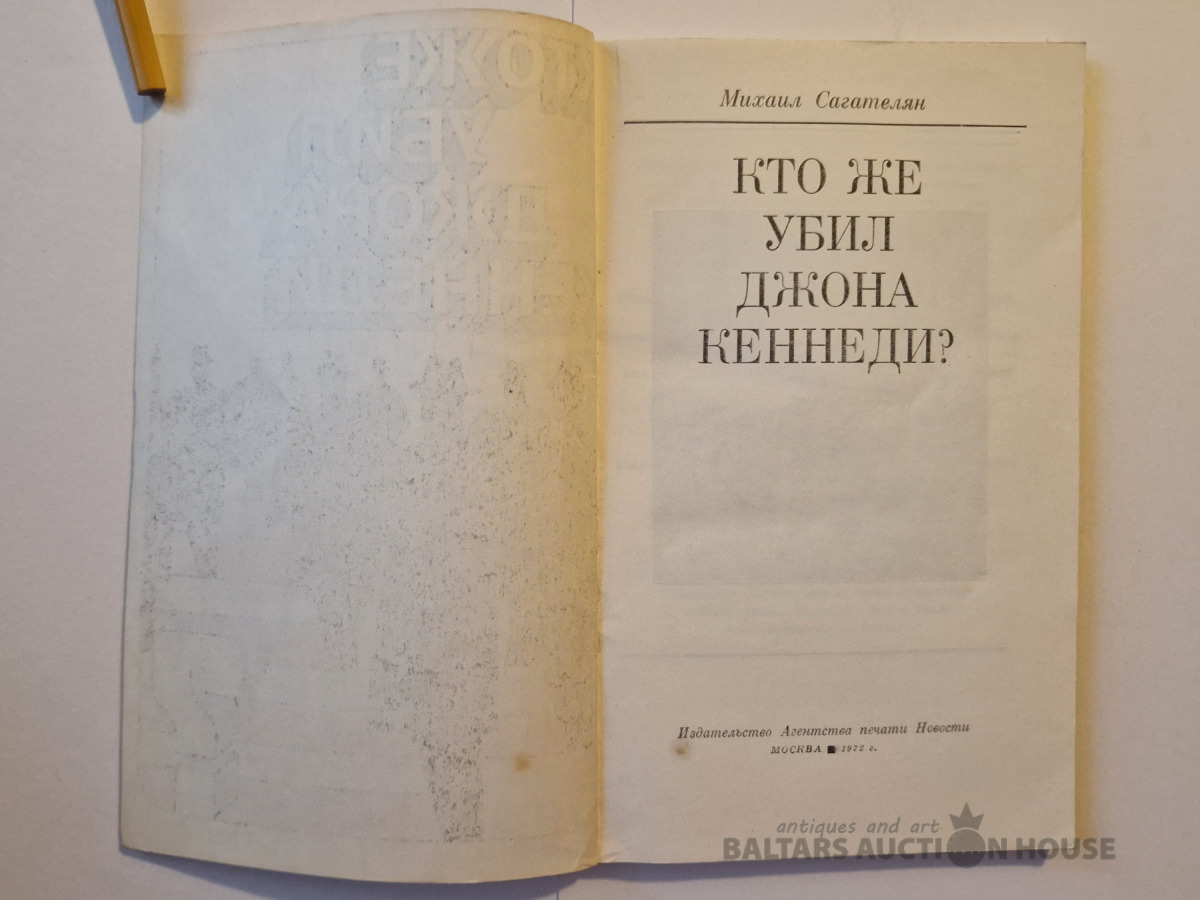 Михаил Сагателян
КТО ЖЕ
УБИЛ
ДЖОНА
КЕННЕДИ?
Издательство Агентства печати Новости
МОСКВА ■ 1972 г.
antiques and art
BALTARS AUCTION HOUSE